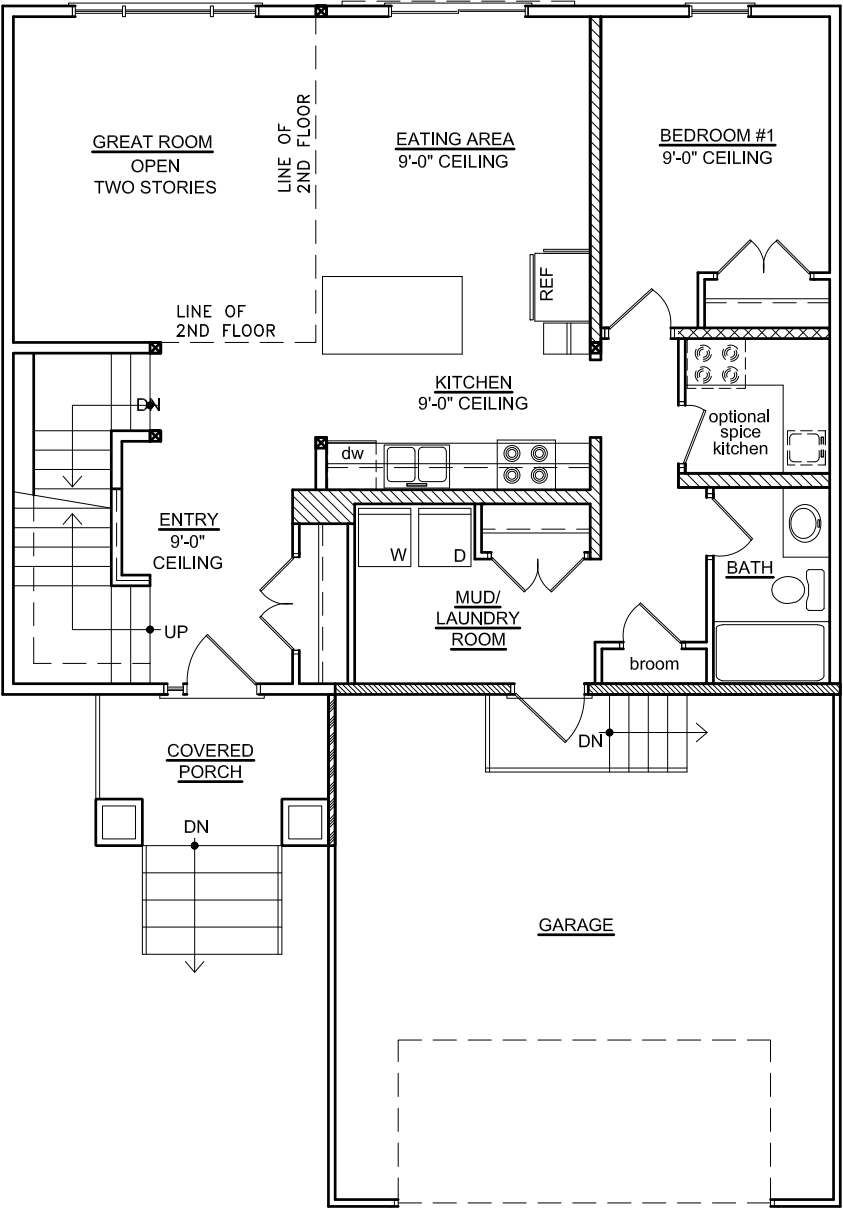 GREAT ROOM
OPEN
TWO STORIES
LINE OF
2ND FLOOR
EATING AREA
9'-0" CEILING
BEDROOM #1
9'-0" CEILING
REF
LINE OF
2ND FLOOR
KITCHEN
9'-0" CEILING
DN
optional
spice
kitchen
dw
ENTRY
9'-0"
CEILING
W
D
BATH
MUD/
LAUNDRY
ROOM
UP
broom
COVERED
PORCH
DN
DN
GARAGE